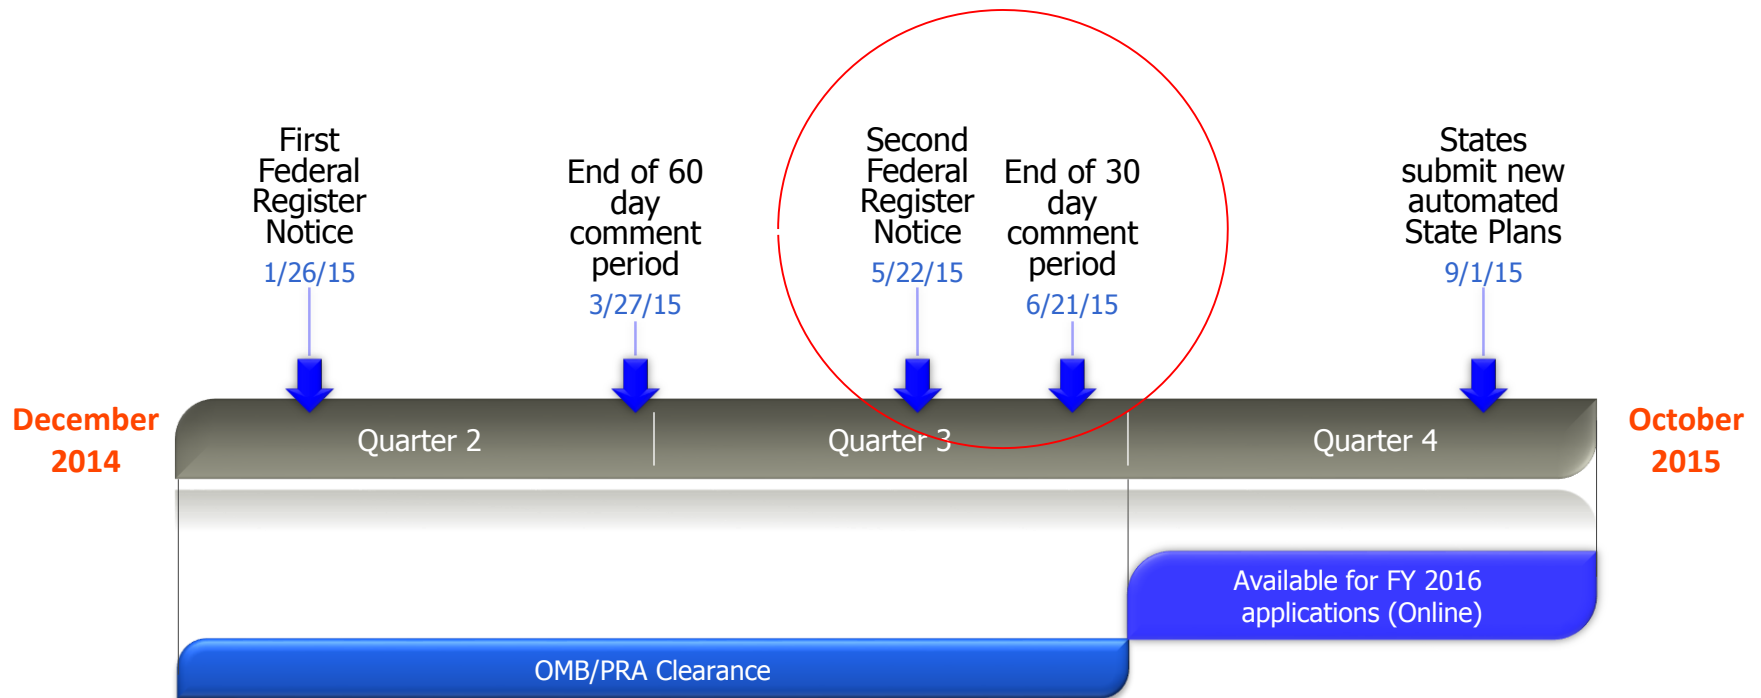 First
Federal
Register
Notice
1/26/15
End of 60
day
comment
period
3/27/15
Second
Federal
Register
Notice
5/22/15
End of 30
day
comment
period
6/21/15
States
submit new
automated
State Plans
9/1/15
December
2014
Quarter 2
Quarter 3
Quarter 4
October
2015
Available for FY 2016
applications (Online)
OMB/PRA Clearance